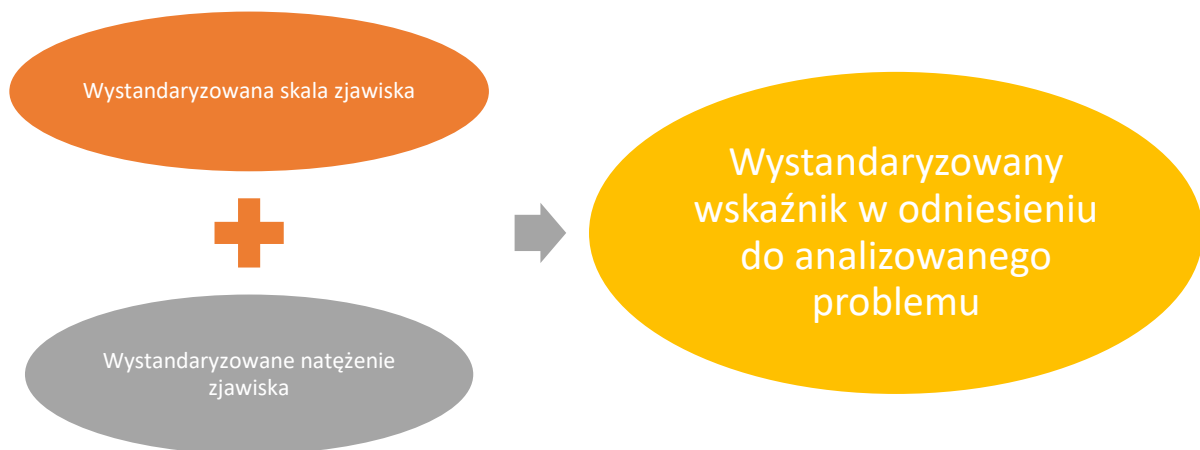 Wystandaryzowana skala zjawiska
Wystandaryzowane natężenie
zjawiska
Wystandaryzowany
wskaźnik w odniesieniu
do analizowanego
problemu